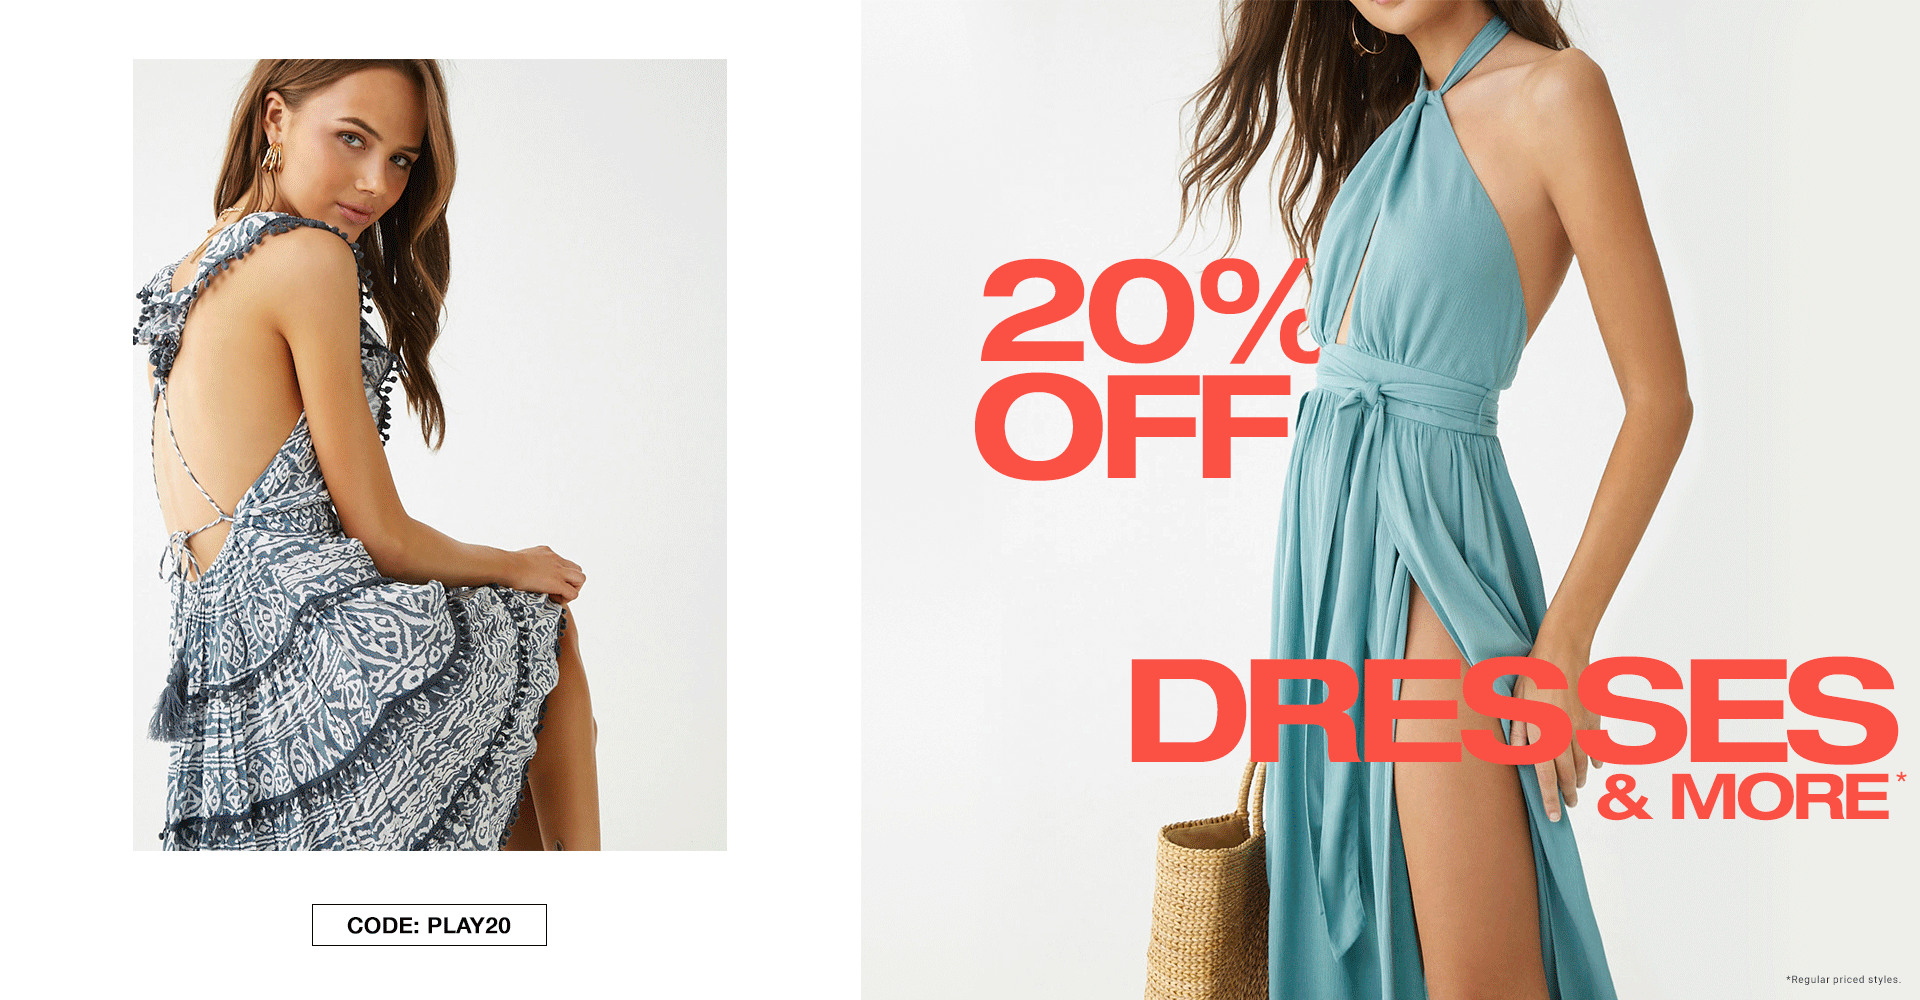 20%
OFF
DRESSES
& MORE*
CODE: PLAY20
*Regular priced styles.